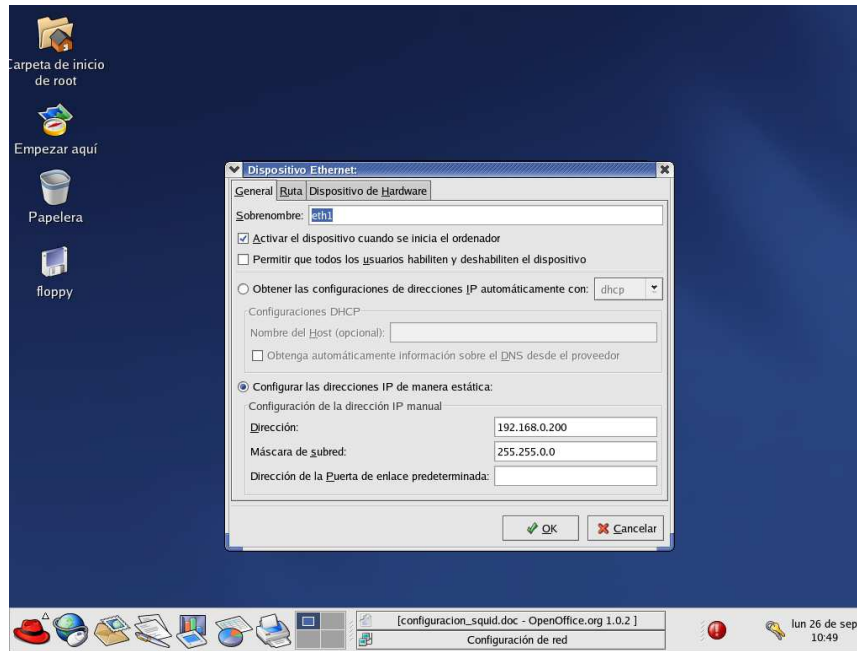 Carpeta de inicio
de root
Empezar aquí
Papelera
floppy
Dispositivo Ethernet:
General Ruta Dispositivo de Hardware
Sobrenombre: eth1
Activar el dispositivo cuando se inicia el ordenador
Permitir que todos los usuarios habiliten y deshabiliten el dispositivo
Obtener las configuraciones de direcciones IP automáticamente con: dhcp
Configuraciones DHCP
Nombre del Host (opcional):
Obtenga automáticamente información sobre el DNS desde el proveedor
Configurar las direcciones IP de manera estática:
Configuración de la dirección IP manual
Dirección: 192.168.0.200
Máscara de subred: 255.255.0.0
Dirección de la Puerta de enlace predeterminada:
OK Cancelar
[configuracion_squid.doc - OpenOffice.org 1.0.2 ]
Configuración de red
lun 26 de sep
10:49